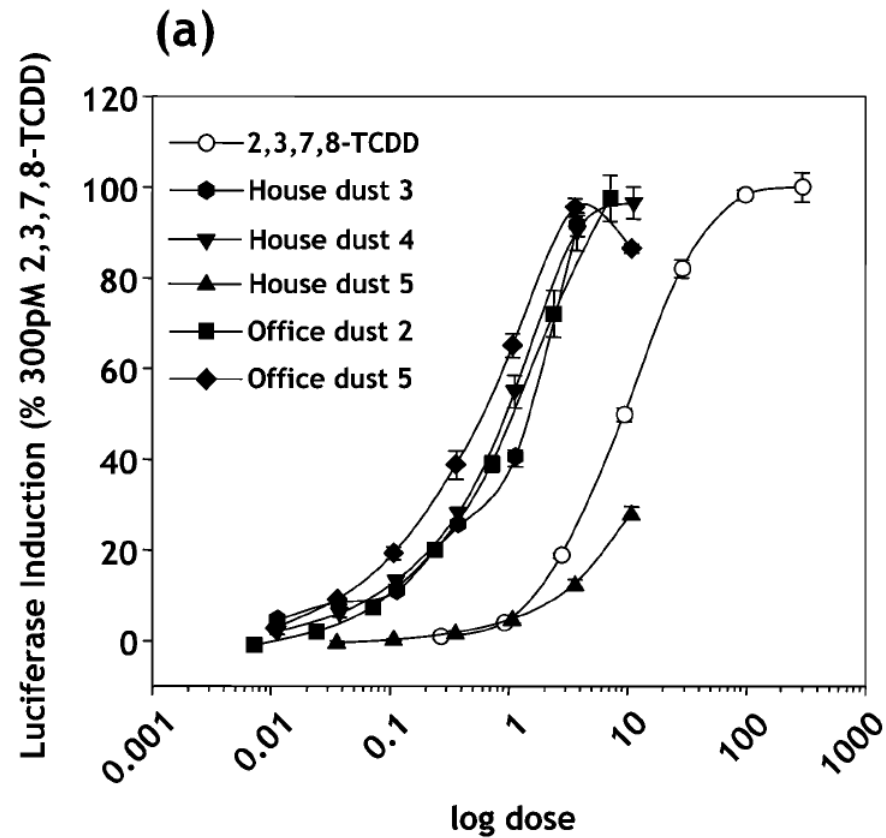 (a)
Luciferase Induction (% 300pM 2,3,7,8-TCDD)
120
100
80
60
40
20
0
2,3,7,8-TCDD
House dust 3
House dust 4
House dust 5
Office dust 2
Office dust 5
0.001
0.01
0.1
1
10
100
1000
log dose